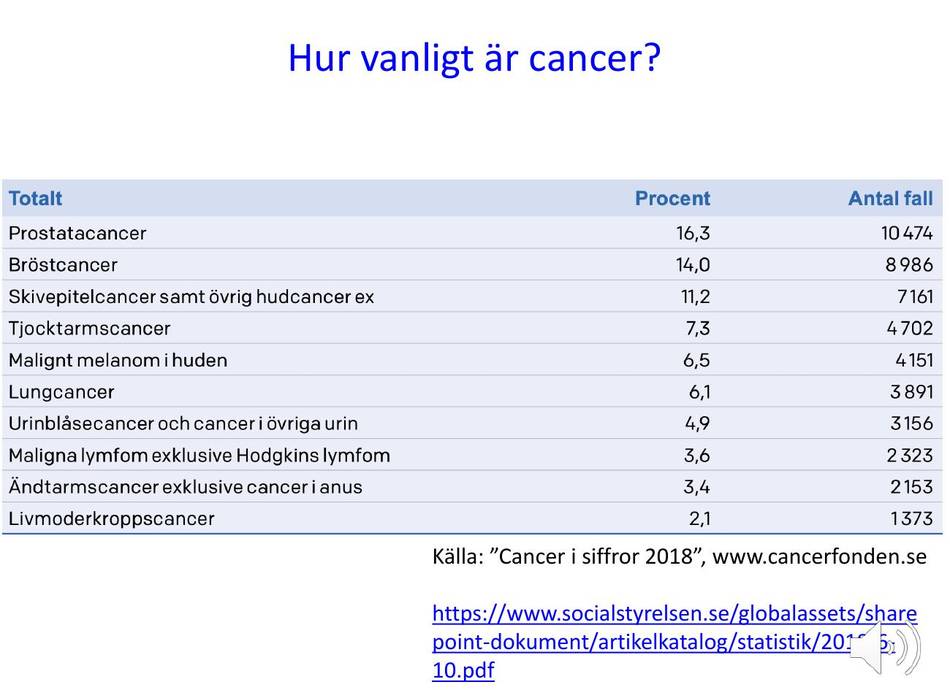 Hur vanligt är cancer?
Totalt Procent Antal fall
Prostatacancer 16,3 10 474
Bröstcancer 14,0 8 986
Skivepitelcancer samt övrig hudcancer ex 11,2 7 161
Tjocktarmscancer 7,3 4 702
Malignt melanom i huden 6,5 4 151
Lungcancer 6,1 3 891
Urinblåsecancer och cancer i övriga urin 4,9 3 156
Maligna lymfom exklusive Hodgkins lymfom 3,6 2 323
Ändtarmscancer exklusive cancer i anus 3,4 2 153
Livmoderkroppscancer 2,1 1 373
Källa: ”Cancer i siffror 2018”, www.cancerfonden.se
https://www.socialstyrelsen.se/globalassets/share
point-dokument/artikelkatalog/statistik/
10.pdf